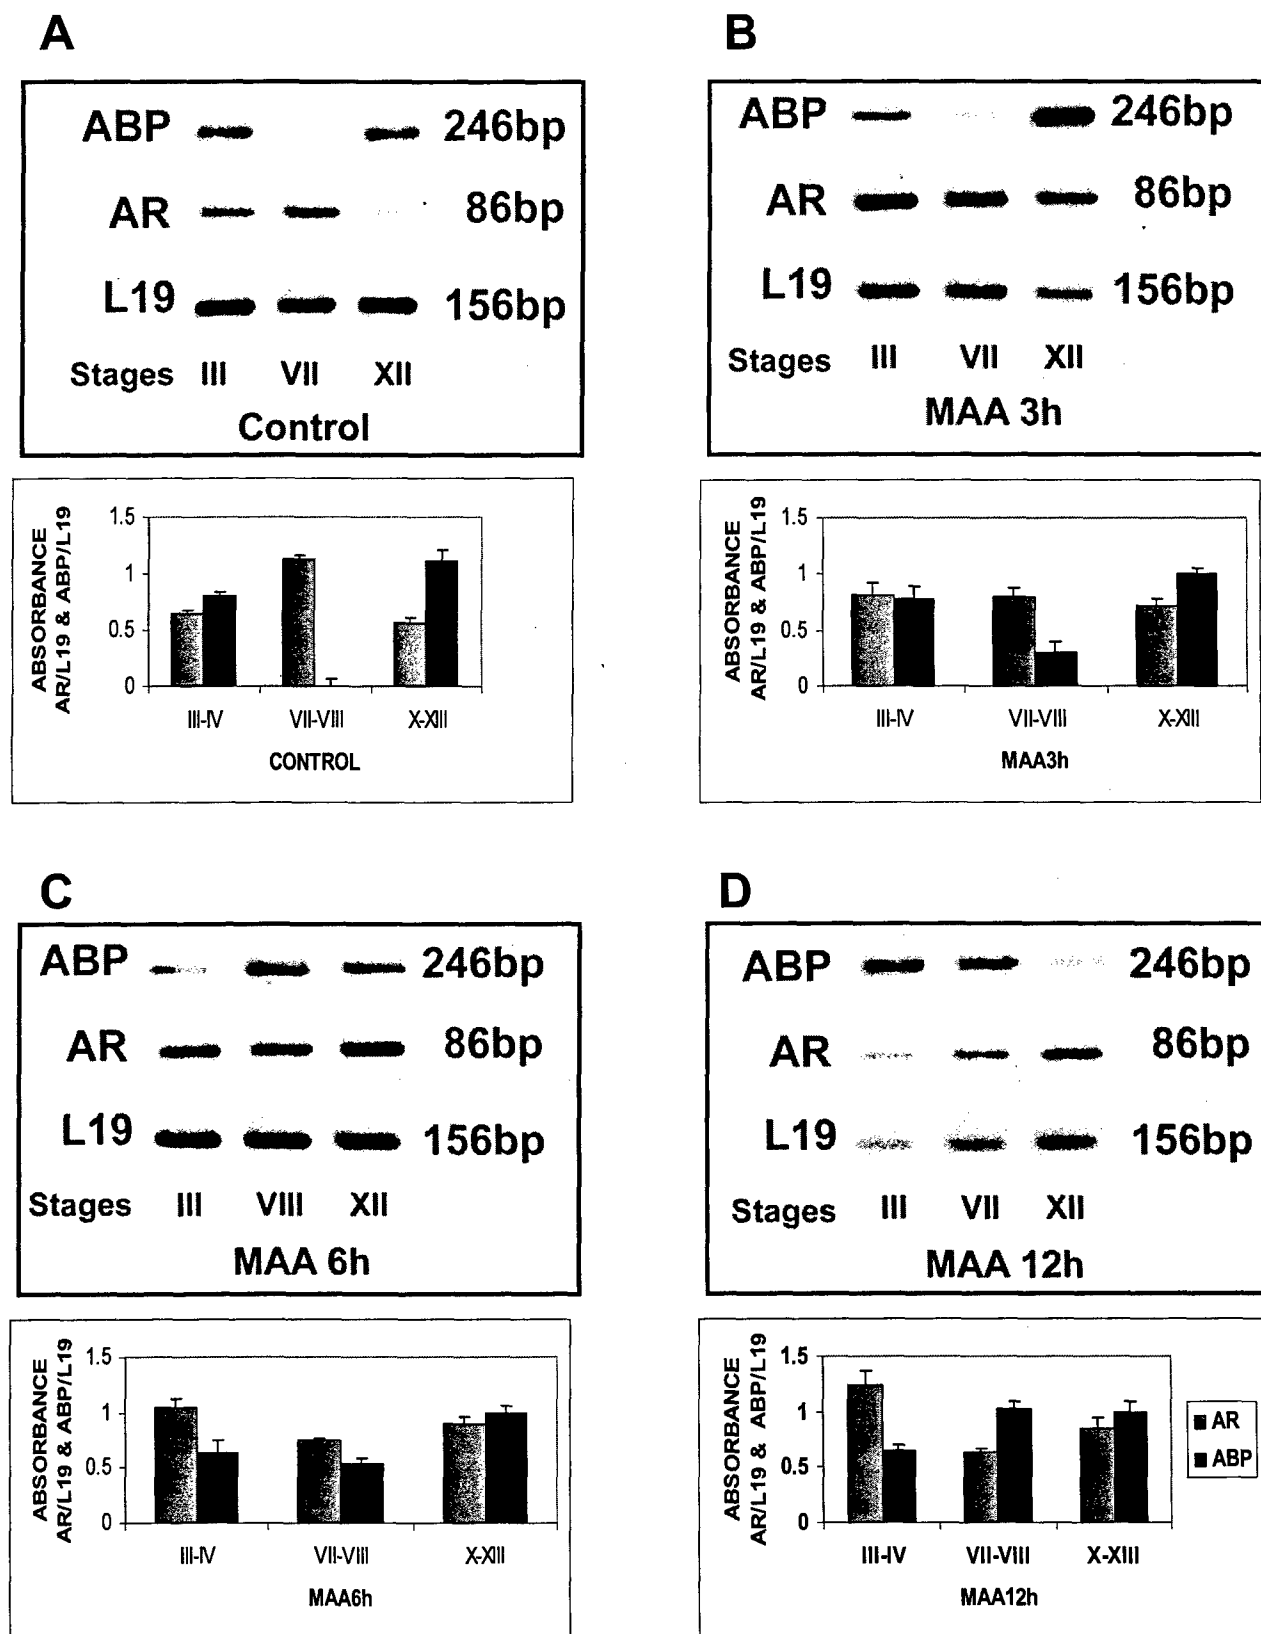 A
ABP 246bp
AR 86bp
L19 156bp
Stages III VII XII
Control
ABSORBANCE
AR/L19 & ABP/L19
1.5
1
0.5
0
III-IV VII-VIII X-XIII
CONTROL
B
ABP 246bp
AR 86bp
L19 156bp
Stages III VII XII
MAA 3h
ABSORBANCE
AR/L19 & ABP/L19
1.5
1
0.5
0
III-IV VII-VIII X-XIII
MAA3h
C
ABP 246bp
AR 86bp
L19 156bp
Stages III VIII XII
MAA 6h
ABSORBANCE
AR/L19 & ABP/L19
1.5
1
0.5
0
III-IV VII-VIII X-XIII
MAA6h
D
ABP 246bp
AR 86bp
L19 156bp
Stages III VII XII
MAA 12h
ABSORBANCE
AR/L19 & ABP/L19
1.5
1
0.5
0
III-IV VII-VIII X-XIII
MAA12h
AR
ABP